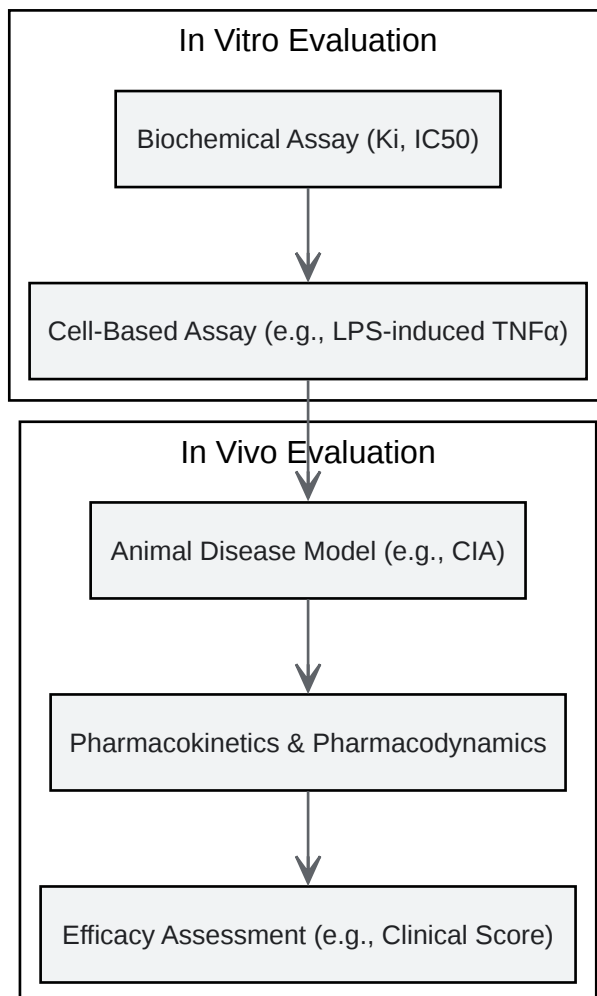 In Vitro Evaluation
Biochemical Assay (Ki, IC50)
Cell-Based Assay (e.g., LPS-induced TNFα)
In Vivo Evaluation
Animal Disease Model (e.g., CIA)
Pharmacokinetics & Pharmacodynamics
Efficacy Assessment (e.g., Clinical Score)